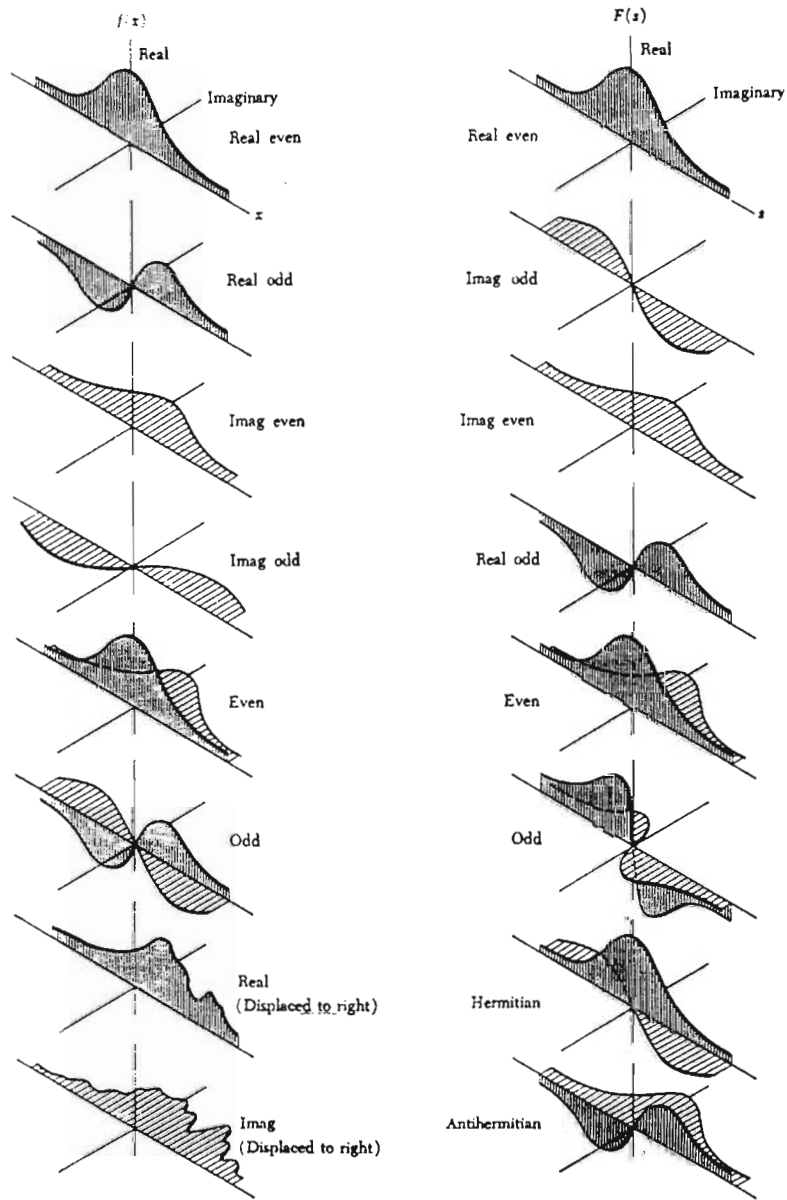 f(x)
F(s)
Real
Real
Imaginary
Imaginary
Real even
Real even
x
s
Real odd
Imag odd
Imag even
Imag even
Imag odd
Real odd
Even
Even
Odd
Odd
Real
(Displaced to right)
Hermitian
Imag
(Displaced to right)
Antihermitian